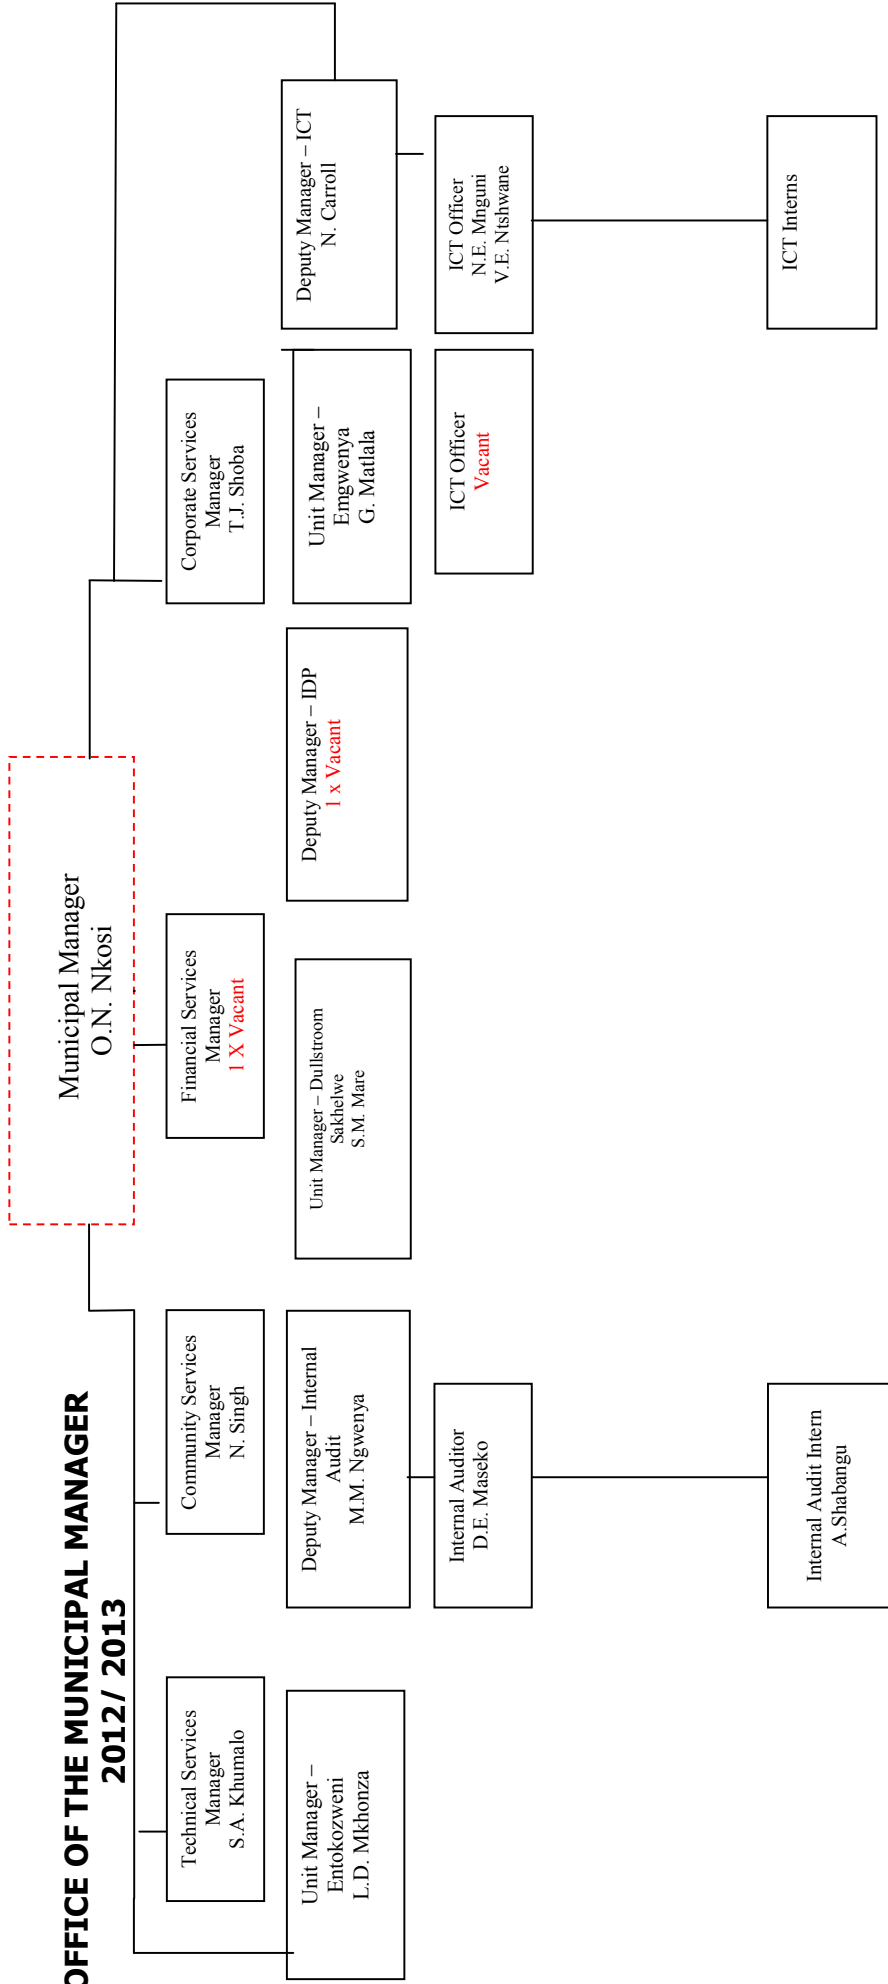 OFFICE OF THE MUNICIPAL MANAGER
2012/ 2013
Municipal Manager
O.N. Nkosi
Technical Services
Manager
S.A. Khumalo
Community Services
Manager
N. Singh
Financial Services
Manager
1 X Vacant
Corporate Services
Manager
T.J. Shoba
Unit Manager –
Entokozweni
L.D. Mkhonza
Deputy Manager – Internal
Audit
M.M. Ngwenya
Unit Manager – Dullstroom
Sakhelwe
S.M. Mare
Deputy Manager – IDP
1 x Vacant
Unit Manager –
Emgwenya
G. Matlala
Deputy Manager – ICT
N. Carroll
Internal Auditor
D.E. Maseko
ICT Officer
Vacant
ICT Officer
N.E. Mnguni
V.E. Ntshwane
Internal Audit Intern
A.Shabangu
ICT Interns